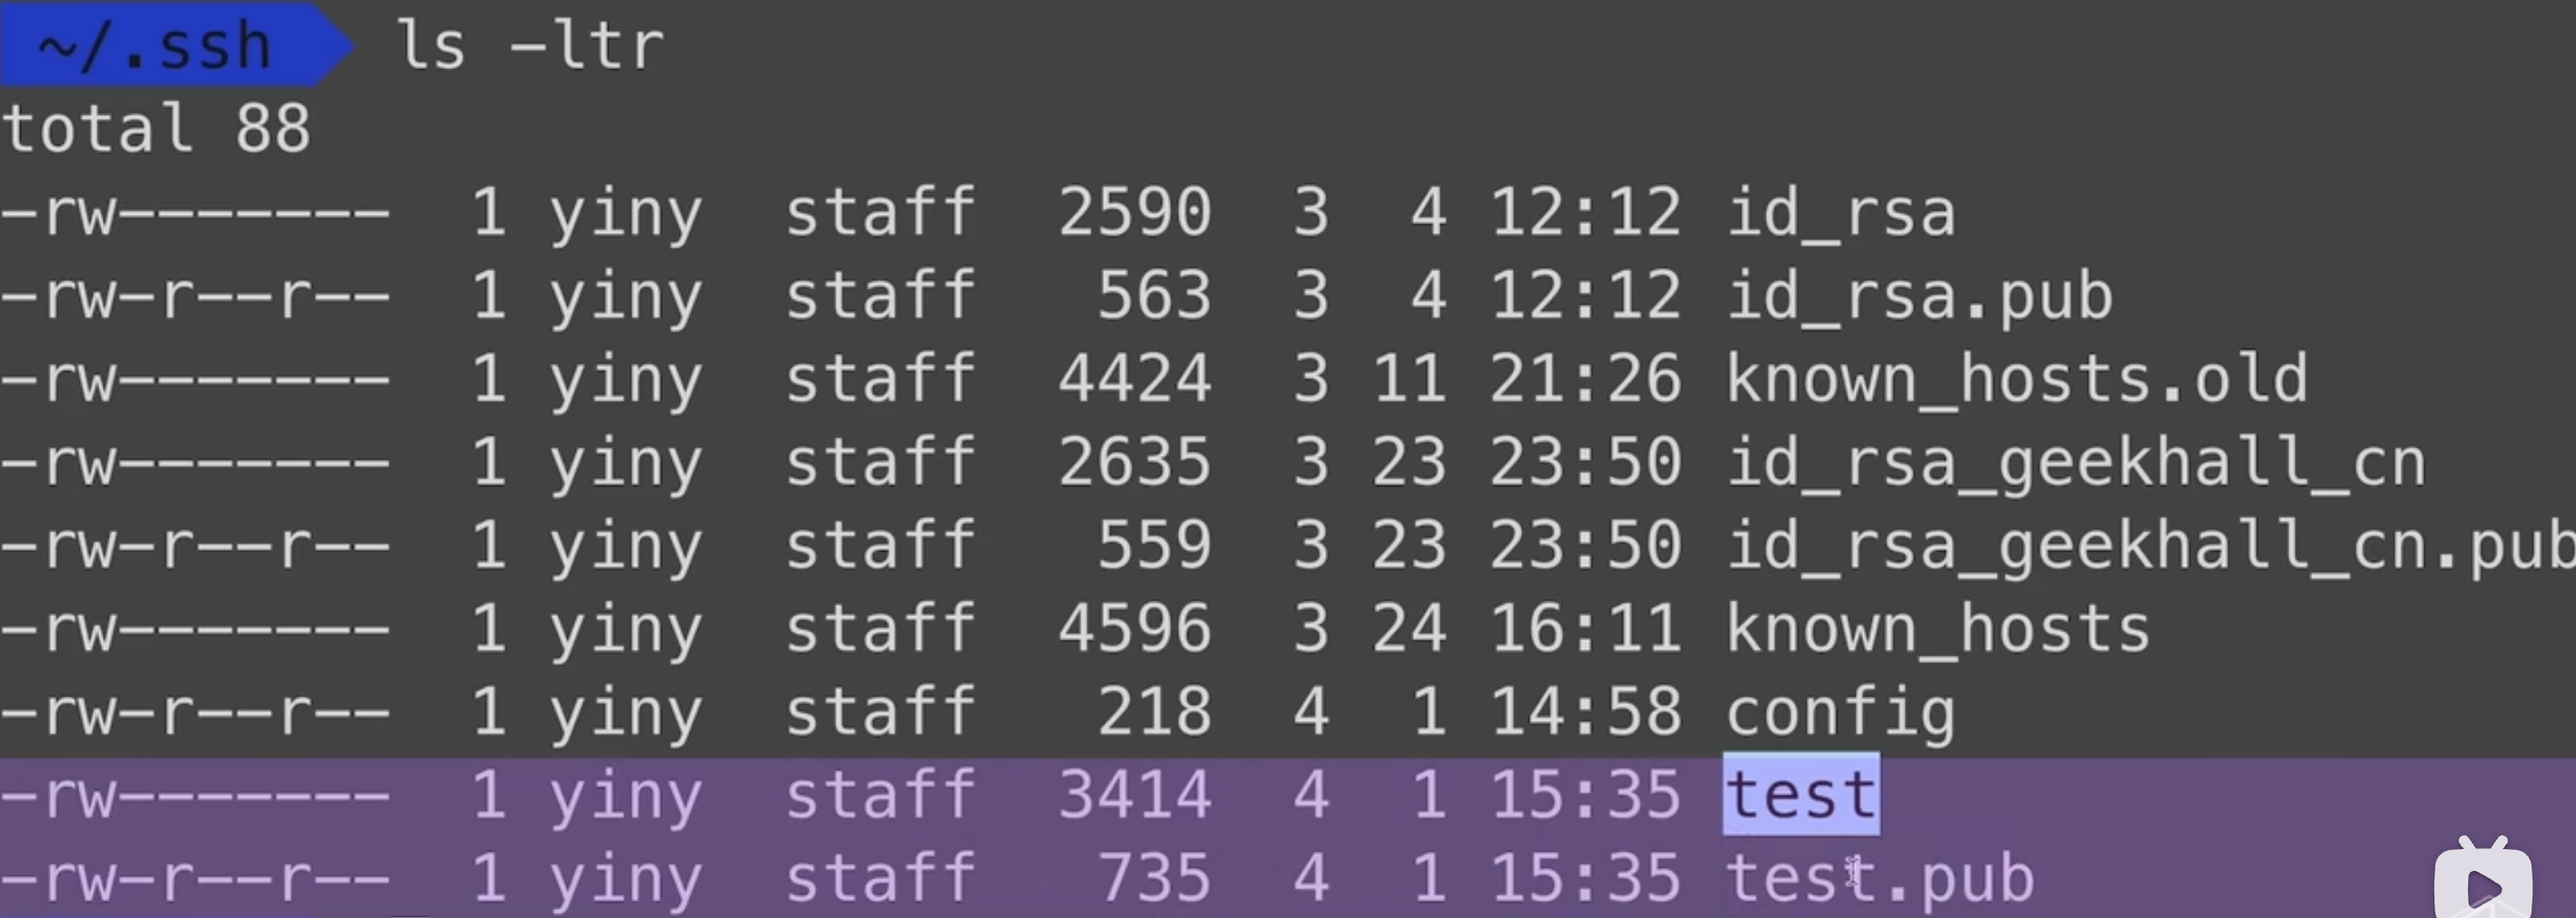 ~/.ssh ls -ltr
total 88
-rw------- 1 yiny staff 2590 3 4 12:12 id_rsa
-rw-r--r-- 1 yiny staff 563 3 4 12:12 id_rsa.pub
-rw------- 1 yiny staff 4424 3 11 21:26 known_hosts.old
-rw------- 1 yiny staff 2635 3 23 23:50 id_rsa_geekhall_cn
-rw-r--r-- 1 yiny staff 559 3 23 23:50 id_rsa_geekhall_cn.pub
-rw------- 1 yiny staff 4596 3 24 16:11 known_hosts
-rw-r--r-- 1 yiny staff 218 4 1 14:58 config
-rw------- 1 yiny staff 3414 4 1 15:35 test
-rw-r--r-- 1 yiny staff 735 4 1 15:35 test.pub